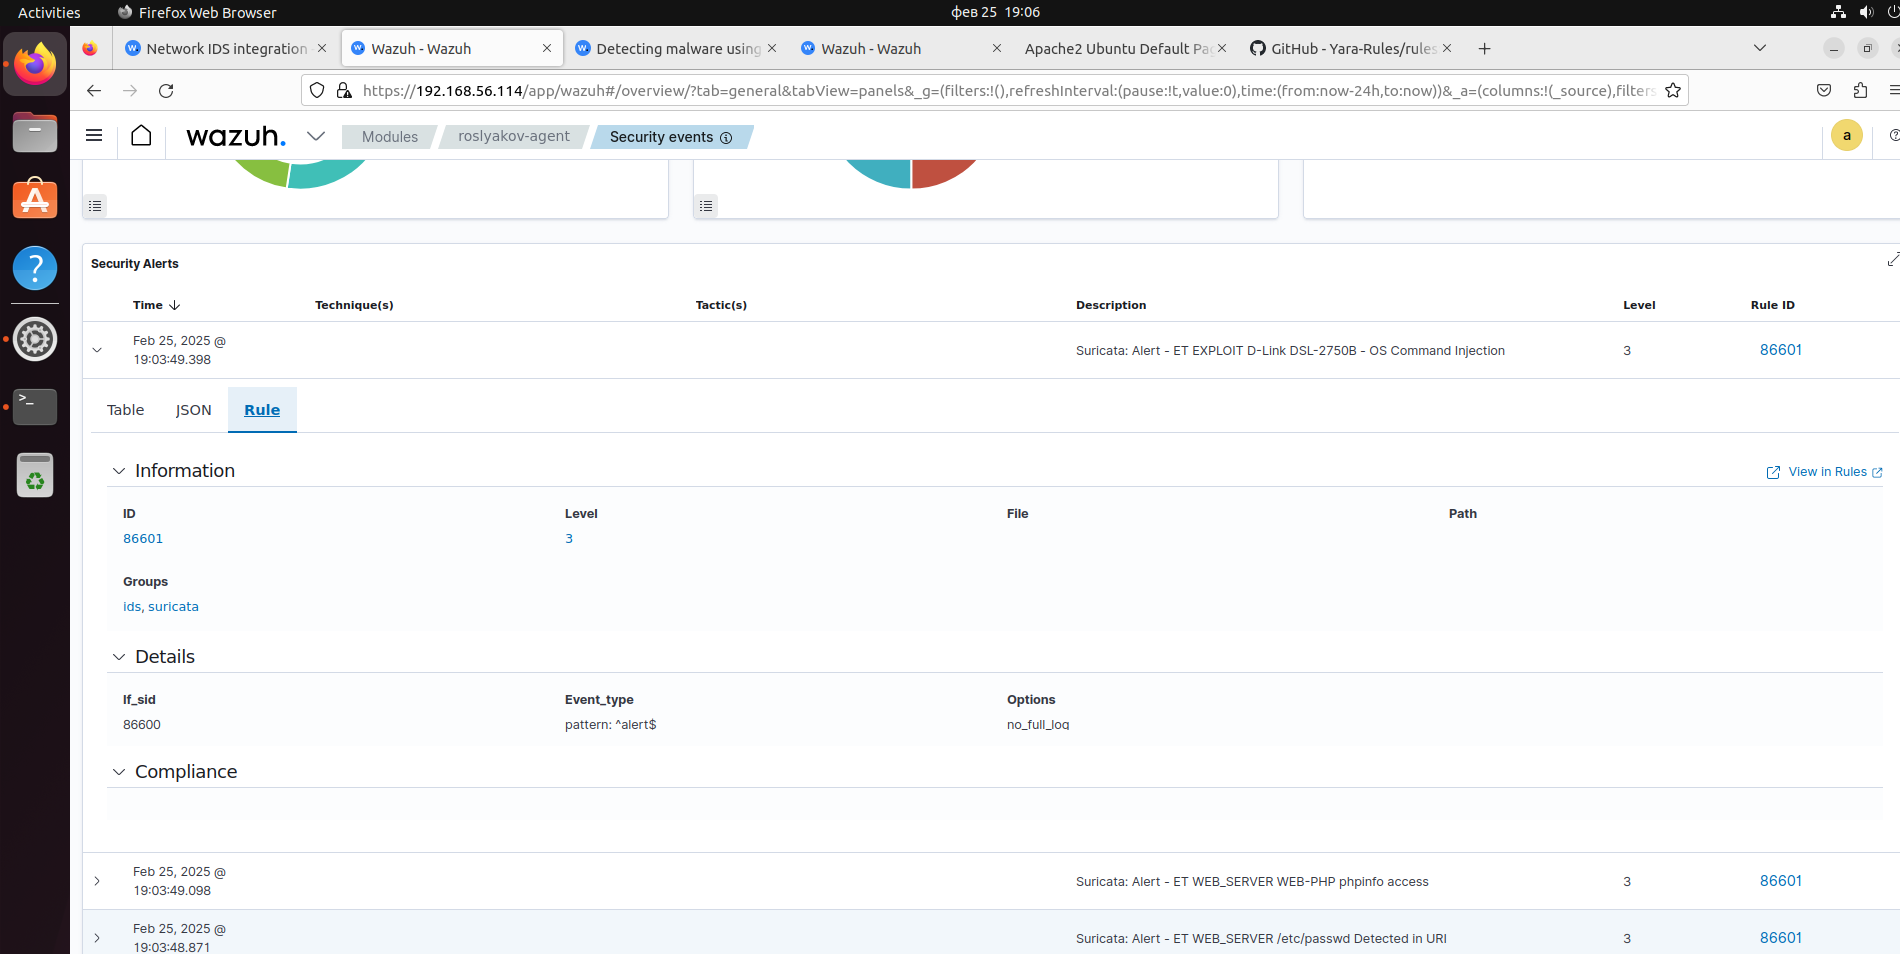 Activities
Firefox Web Browser
фев 25 19:06
Network IDS integration
Wazuh - Wazuh
Detecting malware using
Wazuh - Wazuh
Apache2 Ubuntu Default Pag
GitHub - Yara-Rules/rules
https://192.168.56.114/app/wazuh#/overview/?tab=general&tabView=panels&_g=(filters:!(),refreshInterval:(pause:!t,value:0),time:(from:now-24h,to:now))&_a=(columns:!(_source),filters
wazuh.
Modules
roslyakov-agent
Security events
a
Security Alerts
Time Technique(s) Tactic(s) Description Level Rule ID
Feb 25, 2025 @
19:03:49.398
Suricata: Alert - ET EXPLOIT D-Link DSL-2750B - OS Command Injection 3 86601
Table JSON Rule
Information
View in Rules
ID Level File Path
86601 3
Groups
ids, suricata
Details
If_sid Event_type Options
86600 pattern: ^alert$ no_full_log
Compliance
Feb 25, 2025 @
19:03:49.098
Suricata: Alert - ET WEB_SERVER WEB-PHP phpinfo access 3 86601
Feb 25, 2025 @
19:03:48.871
Suricata: Alert - ET WEB_SERVER /etc/passwd Detected in URI 3 86601